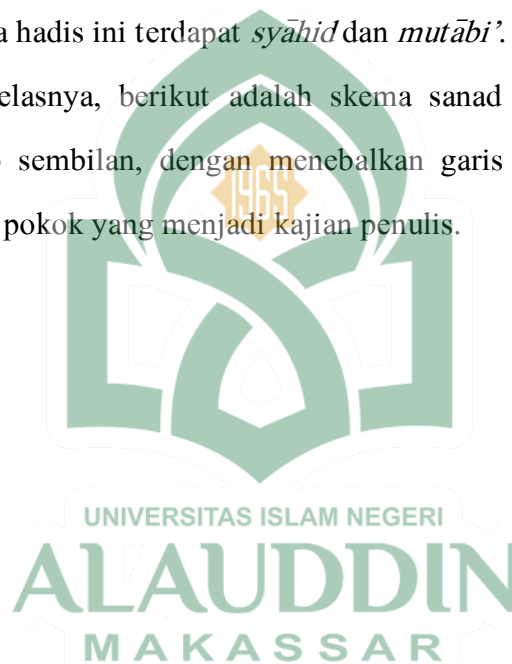 a hadis ini terdapat syāhid dan mutābi’.
elasnya, berikut adalah skema sanad
sembilan, dengan menebalkan garis
1965
pokok yang menjadi kajian penulis.
UNIVERSITAS ISLAM NEGERI
ALAUDDIN
MAKASSAR